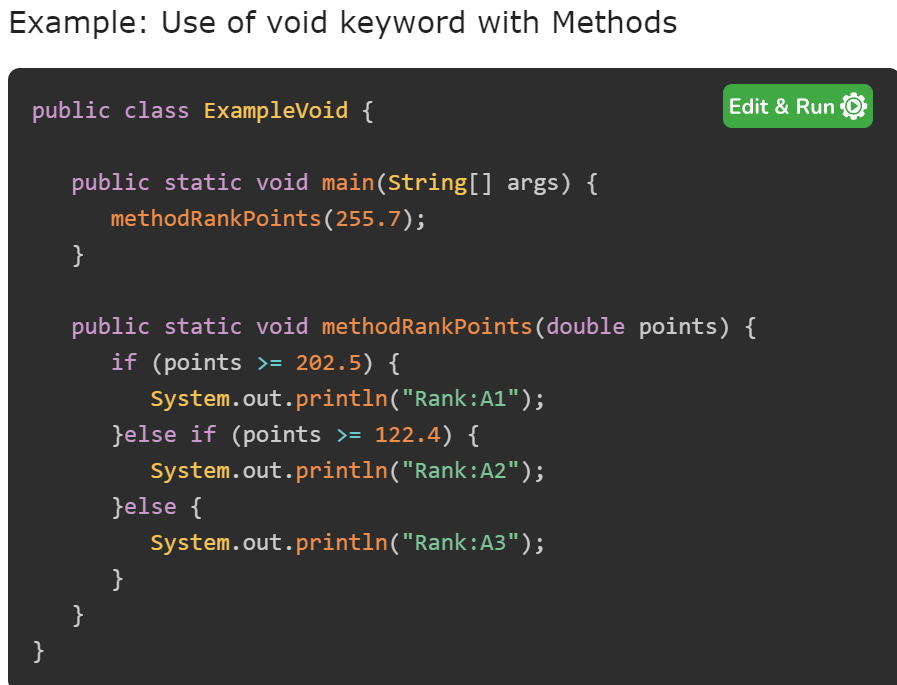 Example: Use of void keyword with Methods
Edit & Run
public class ExampleVoid {
   public static void main(String[] args) {
      methodRankPoints(255.7);
   }
   public static void methodRankPoints(double points) {
      if (points >= 202.5) {
         System.out.println("Rank:A1");
      }else if (points >= 122.4) {
         System.out.println("Rank:A2");
      }else {
         System.out.println("Rank:A3");
      }
   }
}